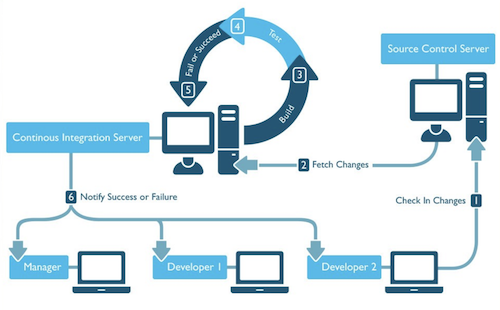 4
Test
Fail or Succeed
Source Control Server
3
5
Build
Continous Integration Server
2 Fetch Changes
6 Notify Success or Failure
Check In Changes 1
Manager
Developer 1
Developer 2